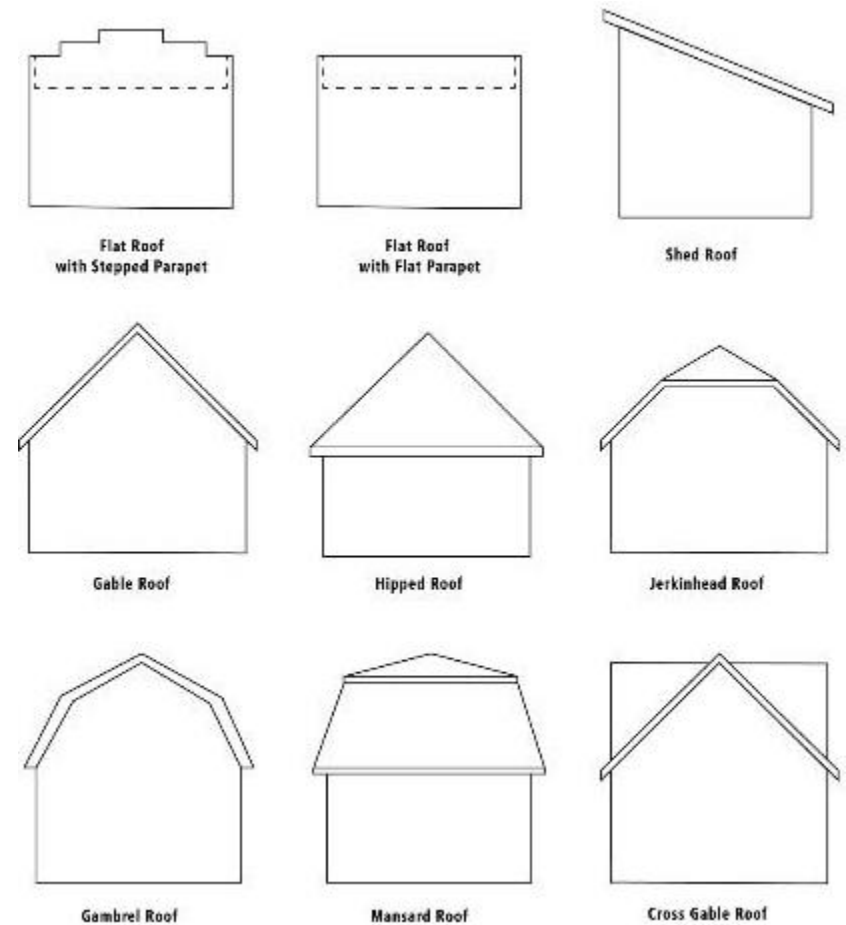 Flat Roof
with Stepped Parapet
Flat Roof
with Flat Parapet
Shed Roof
Gable Roof
Hipped Roof
Jerkinhead Roof
Gambrel Roof
Mansard Roof
Cross Gable Roof